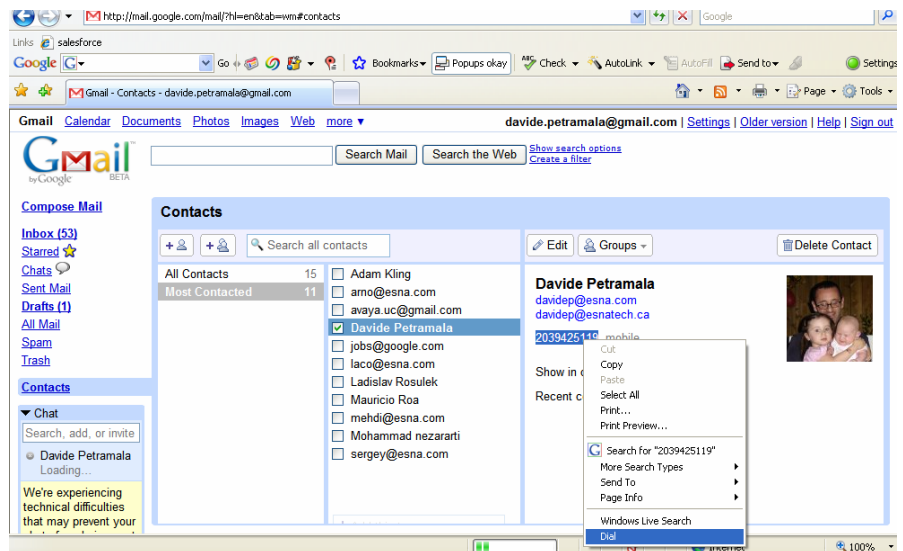 http://mail.google.com/mail/?hl=en&tab=wm#contacts
Google
Links salesforce
Google G Go Bookmarks Popups okay Check AutoLink AutoFill Send to Settings
Gmail - Contacts - davide.petramala@gmail.com
Page Tools
Gmail Calendar Documents Photos Images Web more ▼ davide.petramala@gmail.com | Settings | Older version | Help | Sign out
Gmail
by Google BETA
Search Mail Search the Web
Show search options
Create a filter
Compose Mail
Inbox (53)
Starred
Chats
Sent Mail
Drafts (1)
All Mail
Spam
Trash
Contacts
▼ Chat
Search, add, or invite
Davide Petramala
Loading...
We're experiencing
technical difficulties
that may prevent your
Contacts
Search all contacts
All Contacts 15
Most Contacted 11
Adam Kling
arno@esna.com
avaya.uc@gmail.com
Davide Petramala
jobs@google.com
laco@esna.com
Ladislav Rosulek
Mauricio Roa
mehdi@esna.com
Mohammad nezararti
sergey@esna.com
Edit Groups Delete Contact
Davide Petramala
davidep@esna.com
davidep@esnatech.ca
2039425119 mobile
Show in
Recent
Cut
Copy
Paste
Select All
Print...
Print Preview...
Search for "2039425119"
More Search Types
Send To
Page Info
Windows Live Search
Dial
Internet
100%